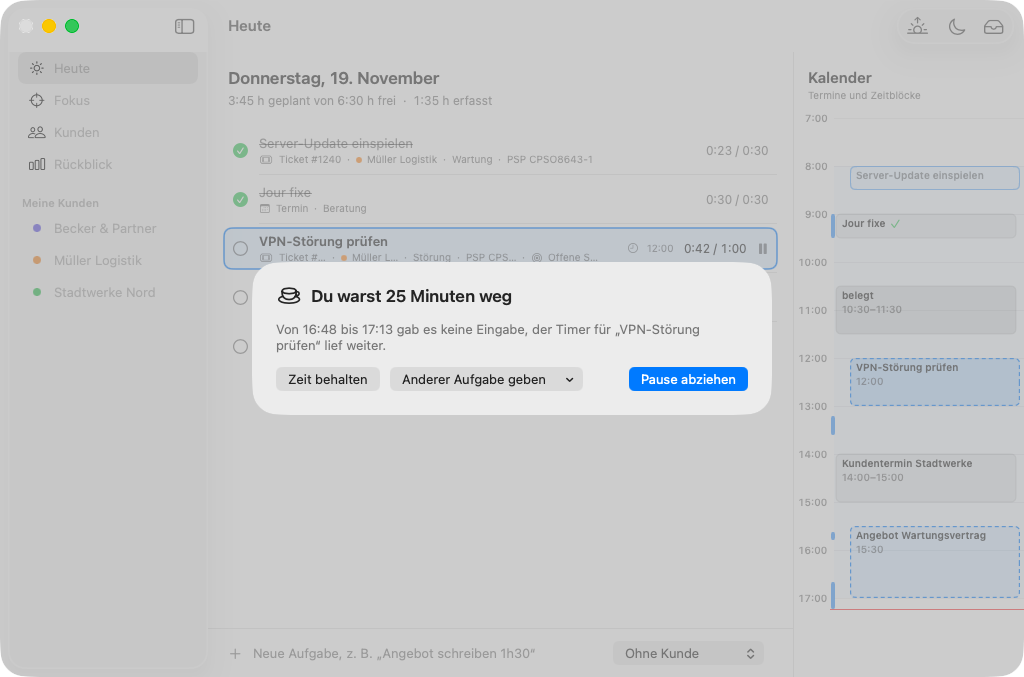 Heute
Heute
Fokus
Kunden
Rückblick
Meine Kunden
Becker & Partner
Müller Logistik
Stadtwerke Nord
Donnerstag, 19. November
3:45 h geplant von 6:30 h frei · 1:35 h erfasst
Server-Update einspielen
Ticket #1240 · Müller Logistik · Wartung · PSP CPSO8643-1
0:23 / 0:30
Jour fixe
Termin · Beratung
0:30 / 0:30
VPN-Störung prüfen
Ticket #... · Müller L... · Störung · PSP CPS... · Offene S...
12:00 0:42 / 1:00
Du warst 25 Minuten weg
Von 16:48 bis 17:13 gab es keine Eingabe, der Timer für „VPN-Störung
prüfen“ lief weiter.
Zeit behalten
Anderer Aufgabe geben
Pause abziehen
Neue Aufgabe, z. B. „Angebot schreiben 1h30“
Ohne Kunde
Kalender
Termine und Zeitblöcke
7:00
8:00
Server-Update einspielen
9:00
Jour fixe ✓
10:00
belegt
10:30–11:30
11:00
12:00
VPN-Störung prüfen
12:00
13:00
14:00
Kundentermin Stadtwerke
14:00–15:00
15:00
Angebot Wartungsvertrag
15:30
16:00
17:00